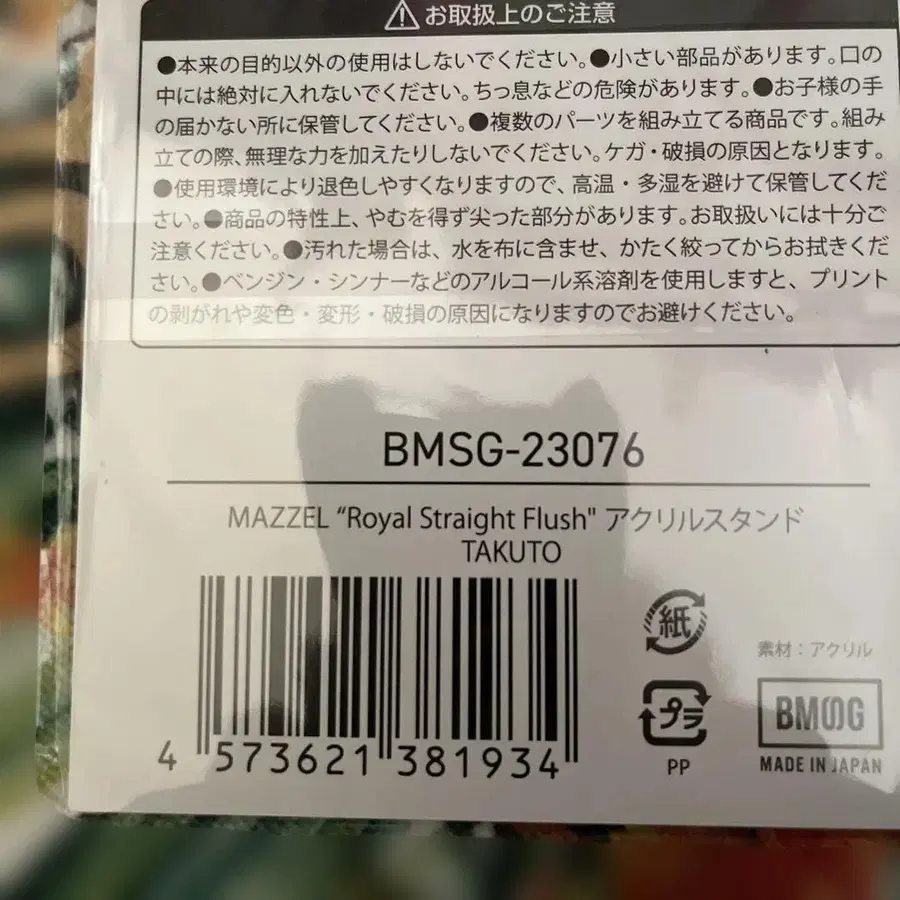 お取扱上のご注意
●本来の目的以外の使用はしないでください。●小さい部品があります。口の
中には絶対に入れないでください。ちっ息などの危険があります。●お子様の手
の届かない所に保管してください。●複数のパーツを組み立てる商品です。組み
立ての際、無理な力を加えたりしないでください。ケガ・破損の原因となります。
●使用環境により退色しやすくなりますので、高温・多湿を避けて保管してくだ
さい。●商品の特性上、やむを得ず尖った部分があります。お取扱いには十分ご
注意ください。●汚れた場合は、水を布に含ませ、かたく絞ってからお拭きくだ
さい。●ベンジン・シンナーなどのアルコール系溶剤を使用しますと、プリント
の剥がれや変色・変形・破損の原因になりますのでお避けください。
BMSG-23076
MAZZEL “Royal Straight Flush" アクリルスタンド
TAKUTO
4 573621 381934
紙
プラ
PP
素材：アクリル
BMSG
MADE IN JAPAN